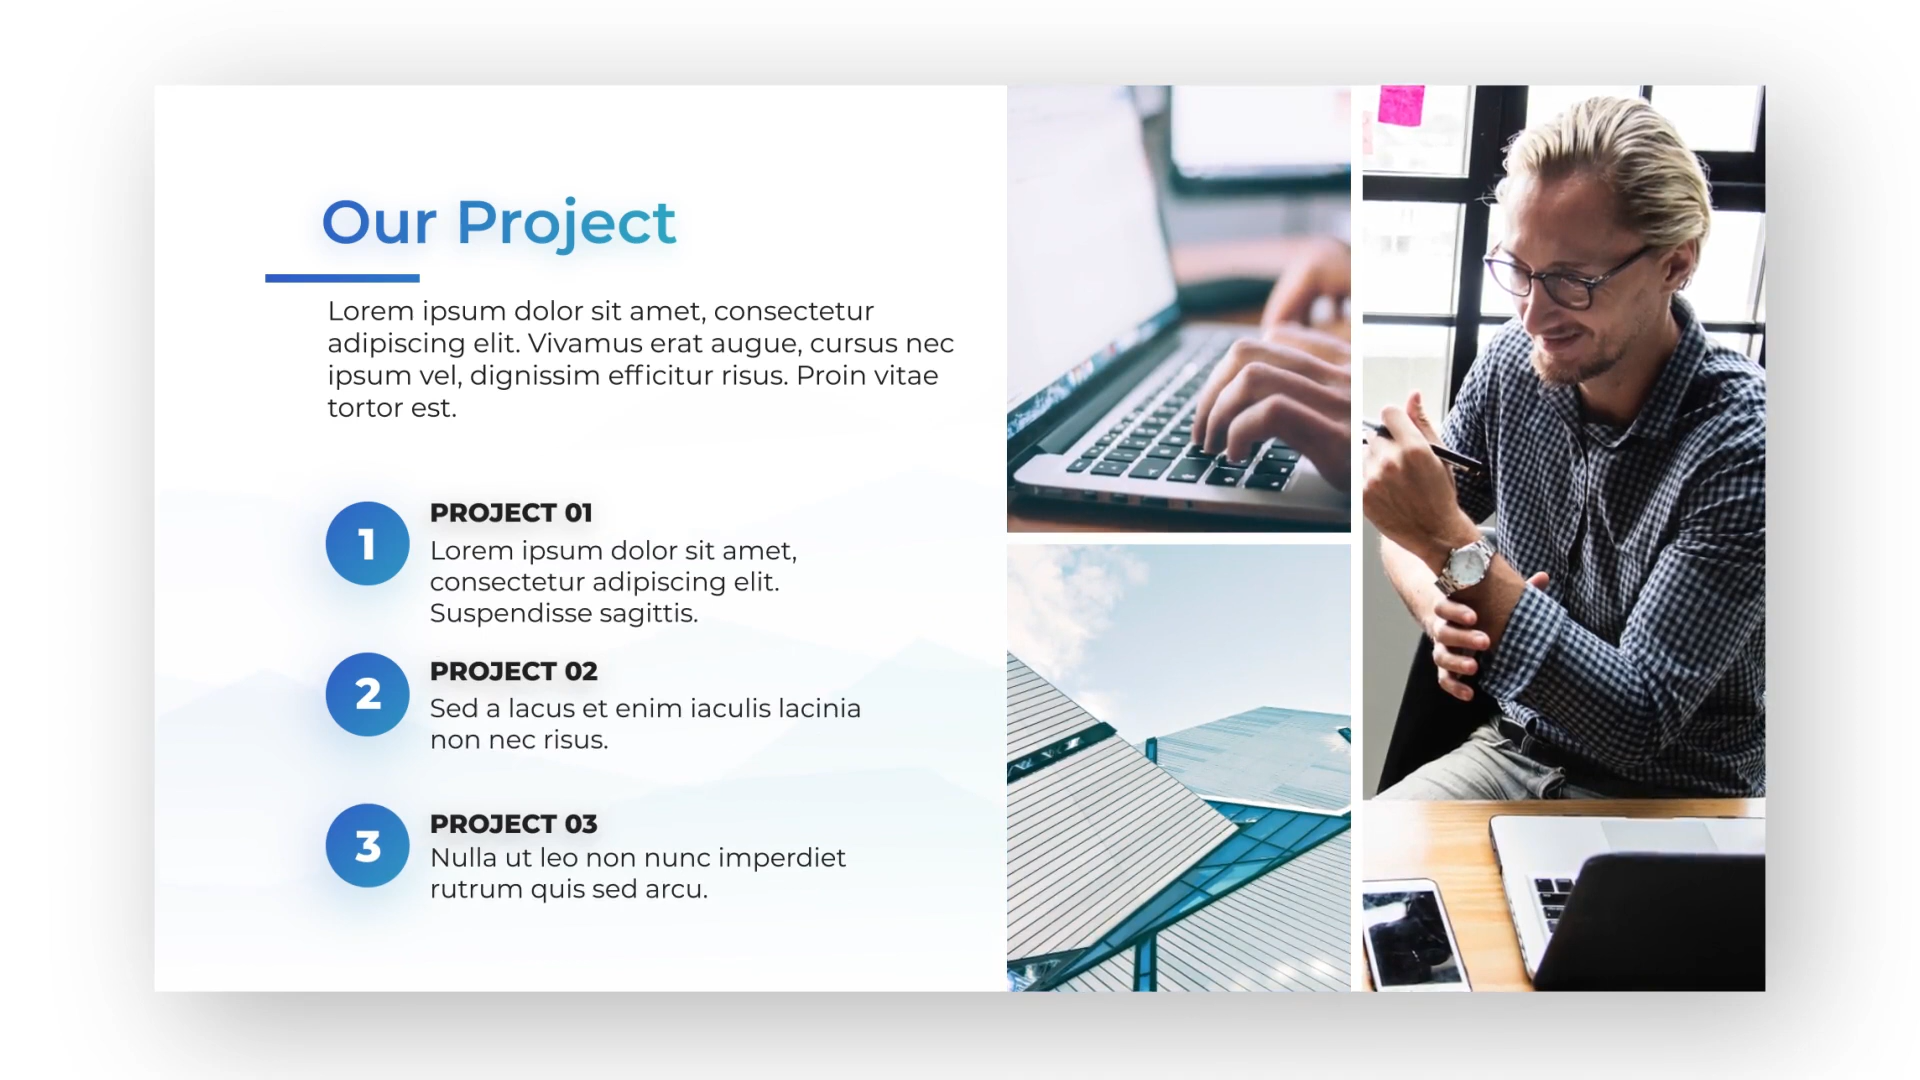 Our Project
Lorem ipsum dolor sit amet, consectetur
adipiscing elit. Vivamus erat augue, cursus nec
ipsum vel, dignissim efficitur risus. Proin vitae
tortor est.
1
PROJECT 01
Lorem ipsum dolor sit amet,
consectetur adipiscing elit.
Suspendisse sagittis.
2
PROJECT 02
Sed a lacus et enim iaculis lacinia
non nec risus.
3
PROJECT 03
Nulla ut leo non nunc imperdiet
rutrum quis sed arcu.